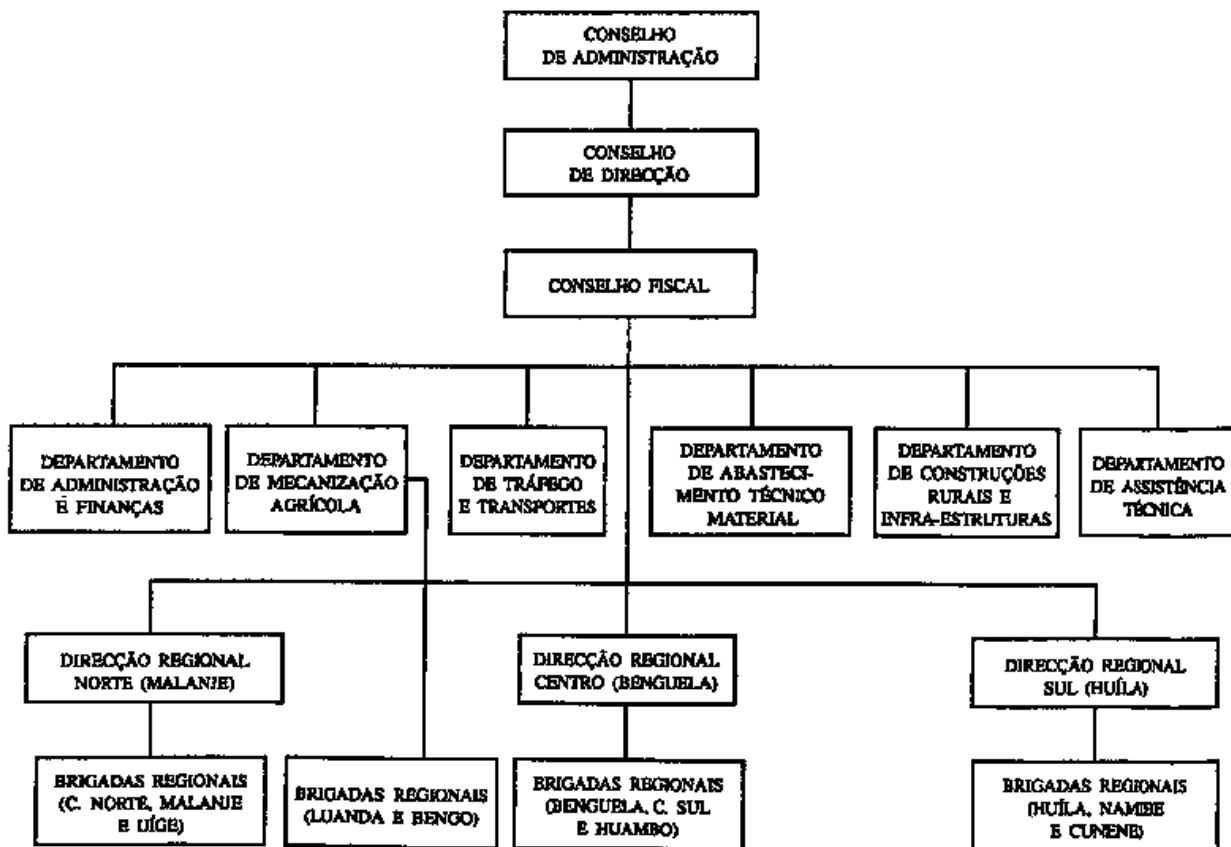 CONSELHO
DE ADMINISTRAÇÃO
CONSELHO
DE DIRECÇÃO
CONSELHO FISCAL
DEPARTAMENTO
DE ADMINISTRAÇÃO
E FINANÇAS
DEPARTAMENTO
DE MECANIZAÇÃO
AGRÍCOLA
DEPARTAMENTO
DE TRÁFEGO
E TRANSPORTES
DEPARTAMENTO
DE ABASTECI-
MENTO TÉCNICO
MATERIAL
DEPARTAMENTO
DE CONSTRUÇÕES
RURAIS E
INFRA-ESTRUTURAS
DEPARTAMENTO
DE ASSISTÊNCIA
TÉCNICA
DIRECÇÃO REGIONAL
NORTE (MALANJE)
DIRECÇÃO REGIONAL
CENTRO (BENGUELA)
DIRECÇÃO REGIONAL
SUL (HUÍLA)
BRIGADAS REGIONAIS
(C. NORTE, MALANJE
E UÍGE)
BRIGADAS REGIONAIS
(LUANDA E BENGO)
BRIGADAS REGIONAIS
(BENGUELA, C. SUL
E HUAMBO)
BRIGADAS REGIONAIS
(HUÍLA, NAMIBE
E CUNENE)